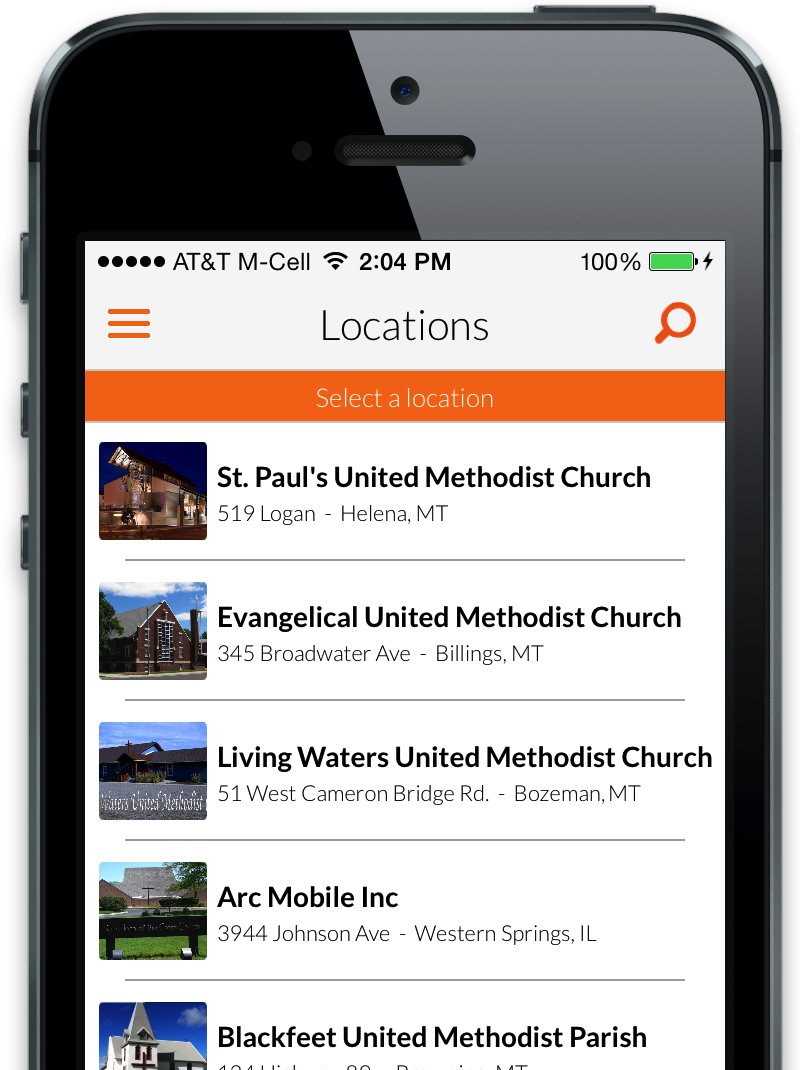 AT&T M-Cell 2:04 PM 100%
Locations
Select a location
St. Paul's United Methodist Church
519 Logan - Helena, MT
Evangelical United Methodist Church
345 Broadwater Ave - Billings, MT
Living Waters United Methodist Church
51 West Cameron Bridge Rd. - Bozeman, MT
Waters United Methodist
Arc Mobile Inc
3944 Johnson Ave - Western Springs, IL
Blackfeet United Methodist Parish